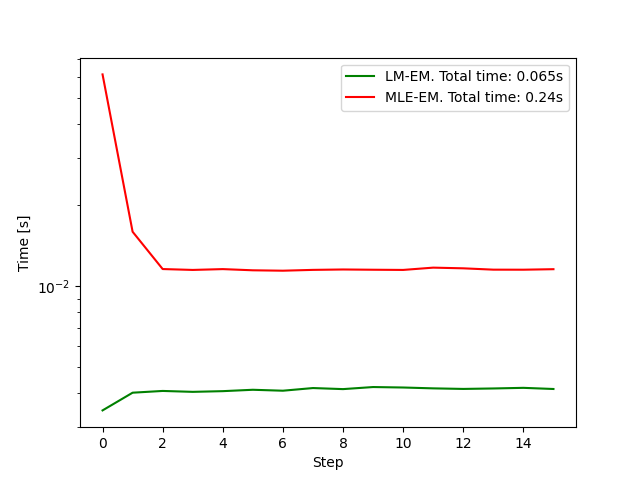 LM-EM. Total time: 0.065s
MLE-EM. Total time: 0.24s
Time [s]
10⁻²
0 2 4 6 8 10 12 14
Step